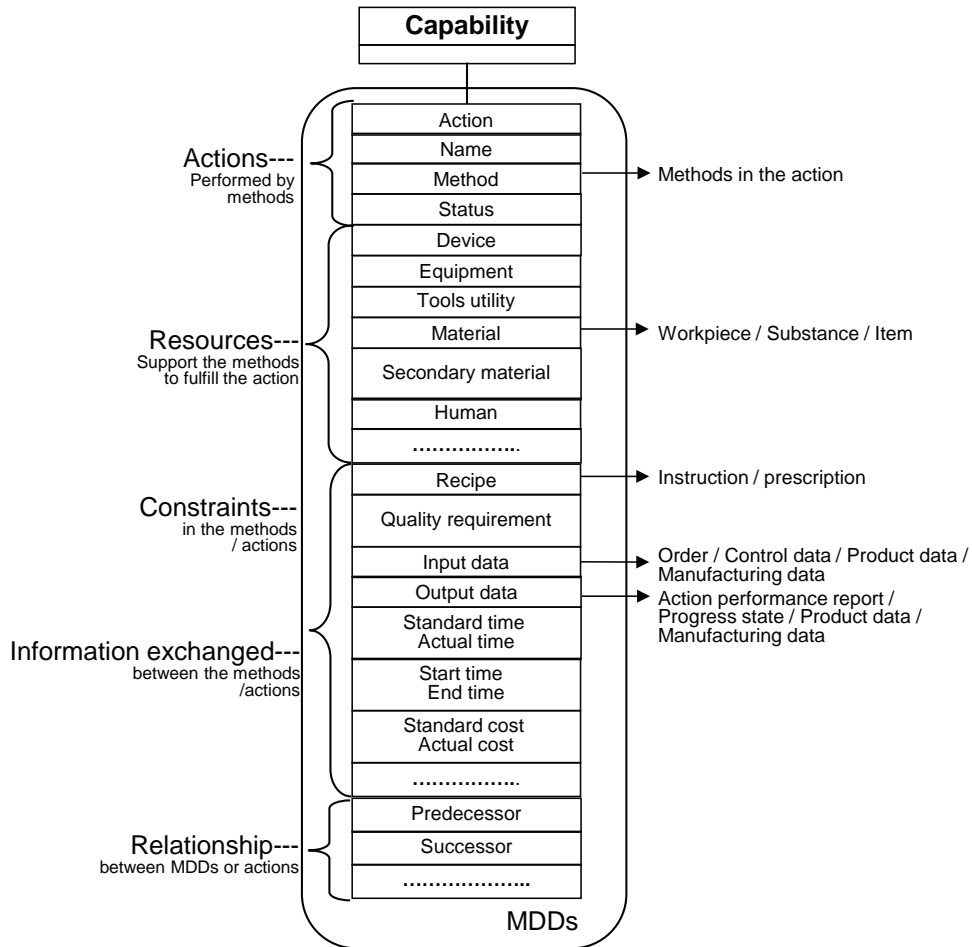 Capability
Action
Name
Method
Status
Device
Equipment
Tools utility
Material
Secondary material
Human
……………..
Recipe
Quality requirement
Input data
Output data
Standard time
Actual time
Start time
End time
Standard cost
Actual cost
……………..
Predecessor
Successor
………………...
MDDs
Actions---
Performed by
methods
Resources---
Support the methods
to fulfill the action
Constraints---
in the methods
/ actions
Information exchanged---
between the methods
/actions
Relationship---
between MDDs or actions
Methods in the action
Workpiece / Substance / Item
Instruction / prescription
Order / Control data / Product data /
Manufacturing data
Action performance report /
Progress state / Product data /
Manufacturing data